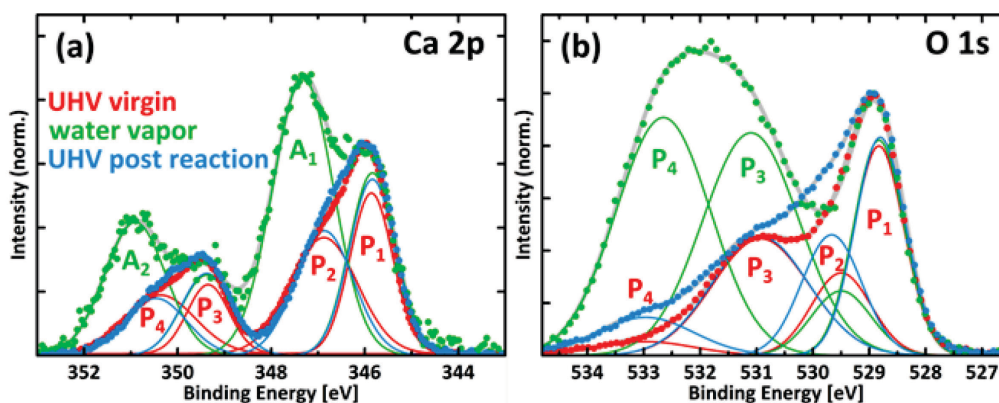 (a) Ca 2p
UHV virgin
water vapor
UHV post reaction
A1
A2
P1
P2
P3
P4
Intensity (norm.)
352 350 348 346 344
Binding Energy [eV]
(b) O 1s
P4
P3
P1
P2
P3
P4
Intensity (norm.)
534 533 532 531 530 529 528 527
Binding Energy [eV]